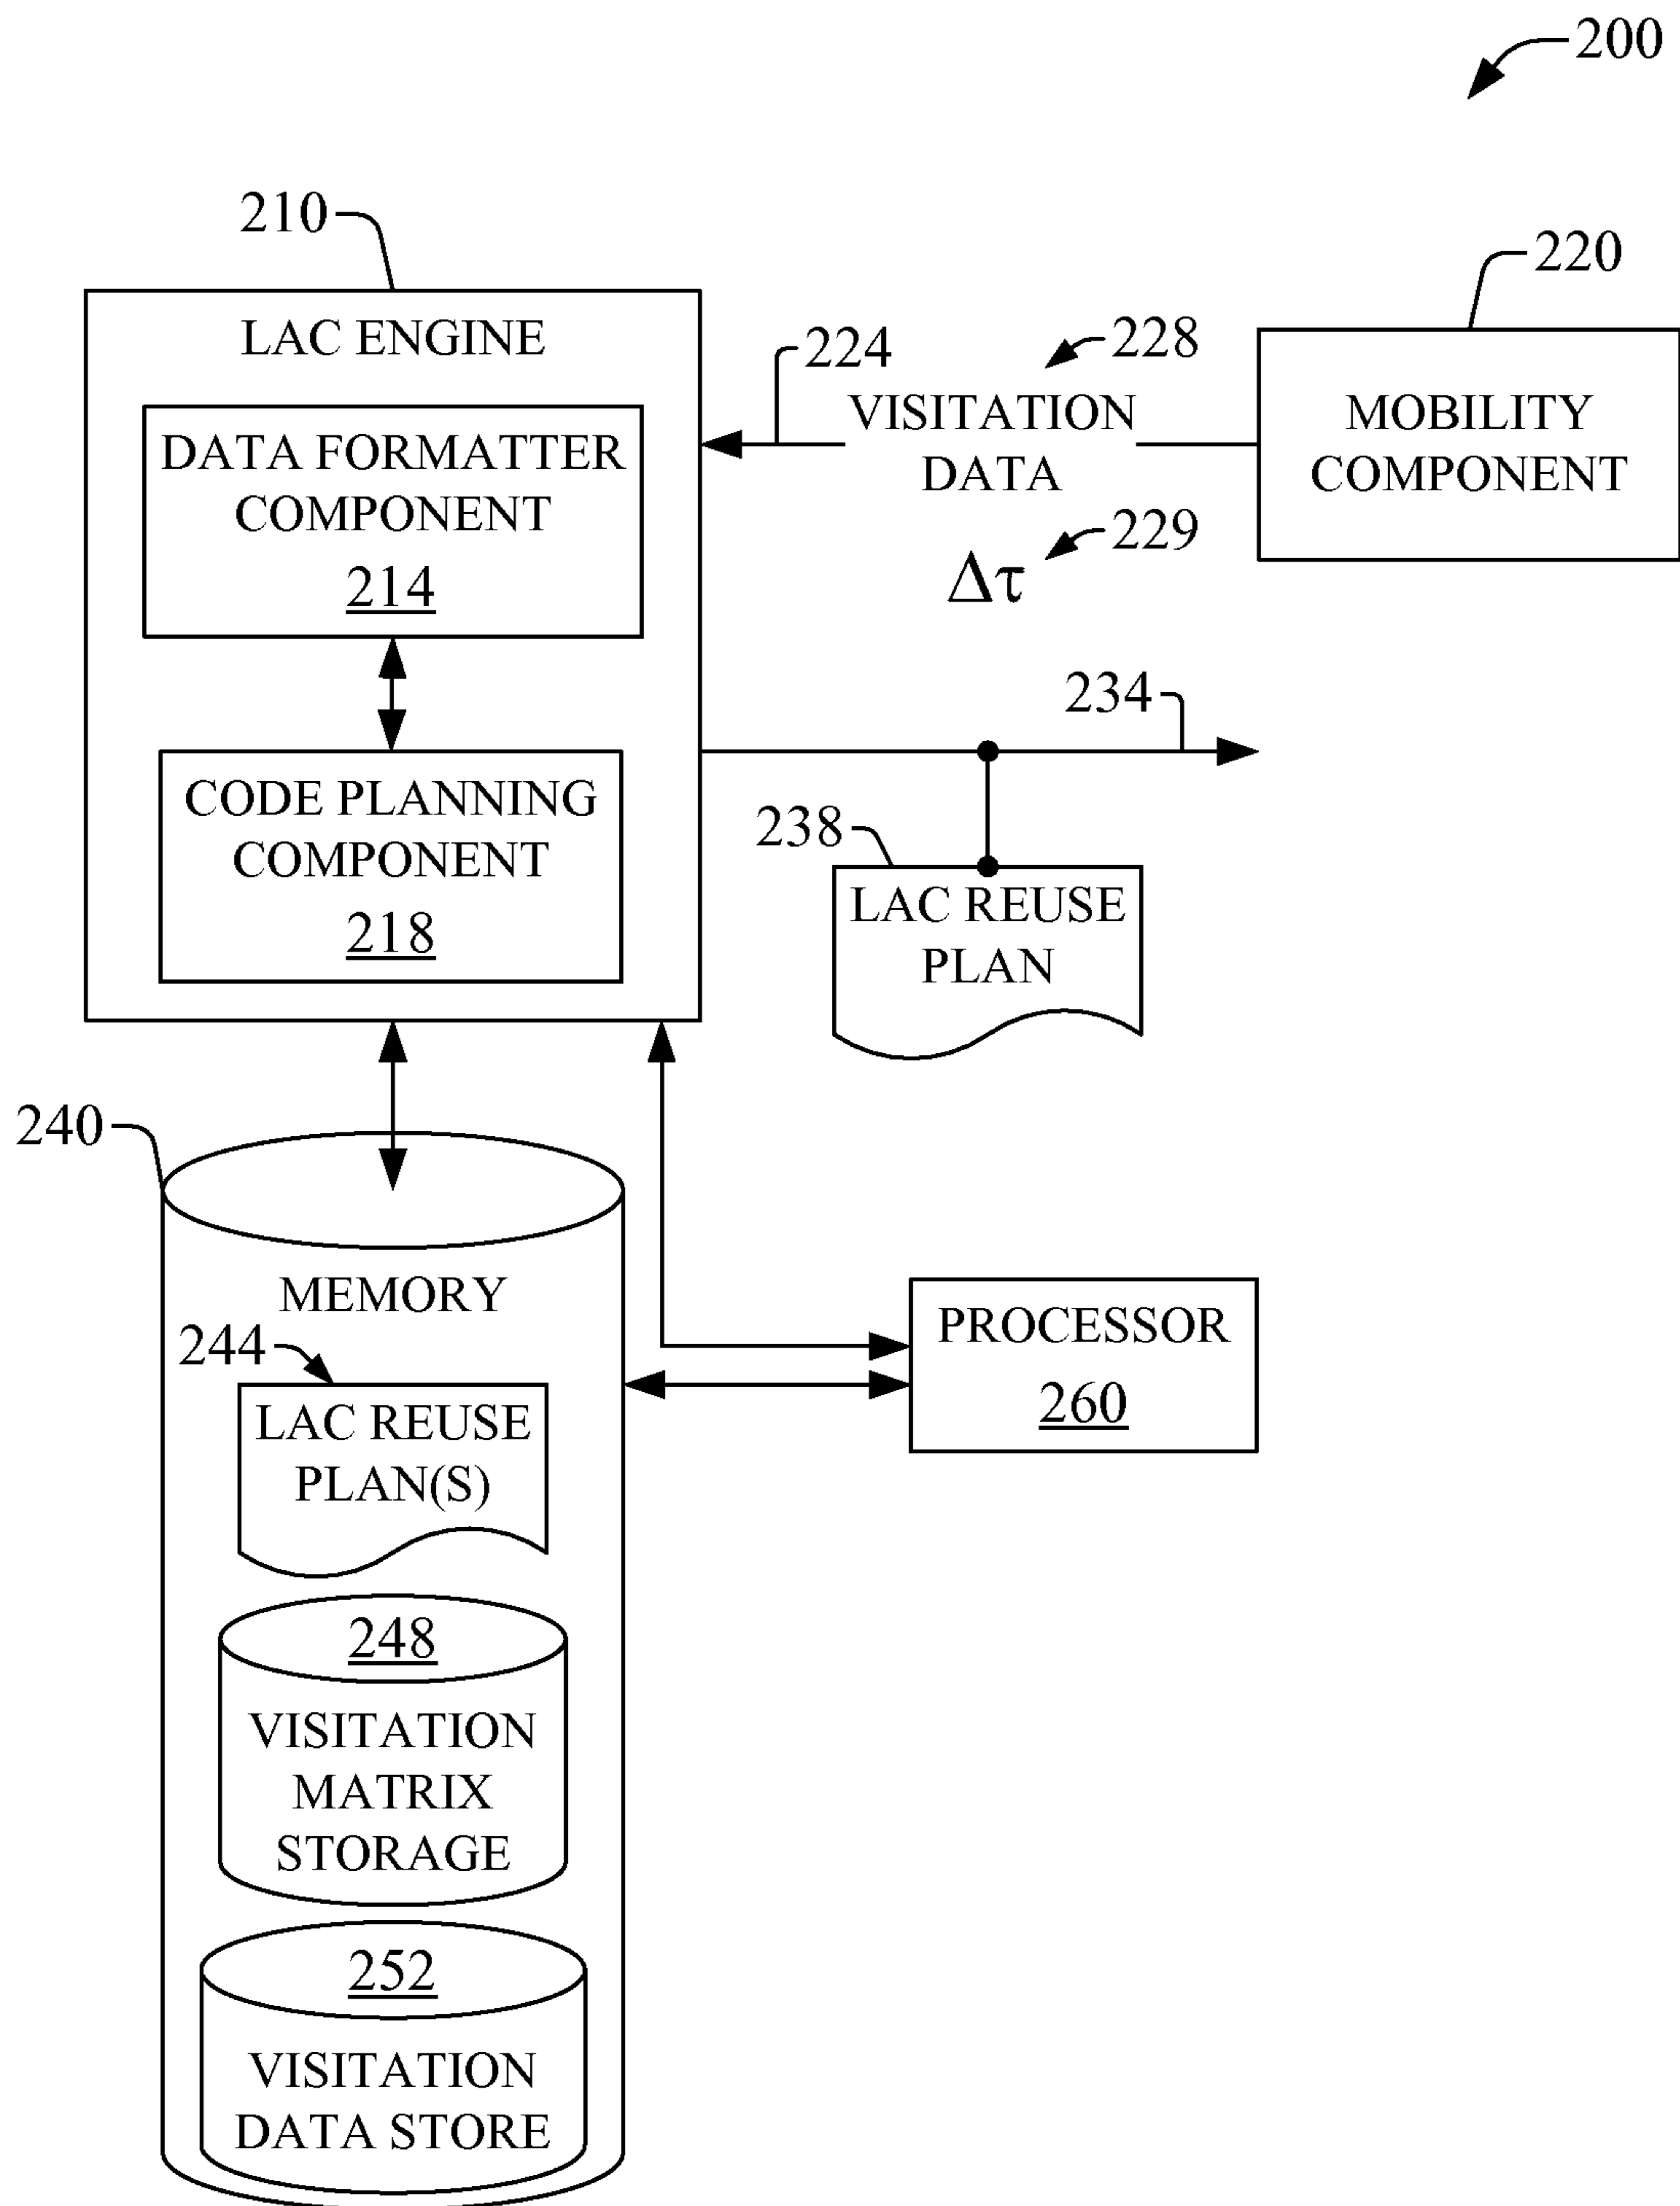 200
210
220
LAC ENGINE
224
228
VISITATION
DATA
MOBILITY
COMPONENT
DATA FORMATTER
COMPONENT
214
229
Δτ
234
CODE PLANNING
COMPONENT
218
238
LAC REUSE
PLAN
240
MEMORY
244
LAC REUSE
PLAN(S)
PROCESSOR
260
248
VISITATION
MATRIX
STORAGE
252
VISITATION
DATA STORE